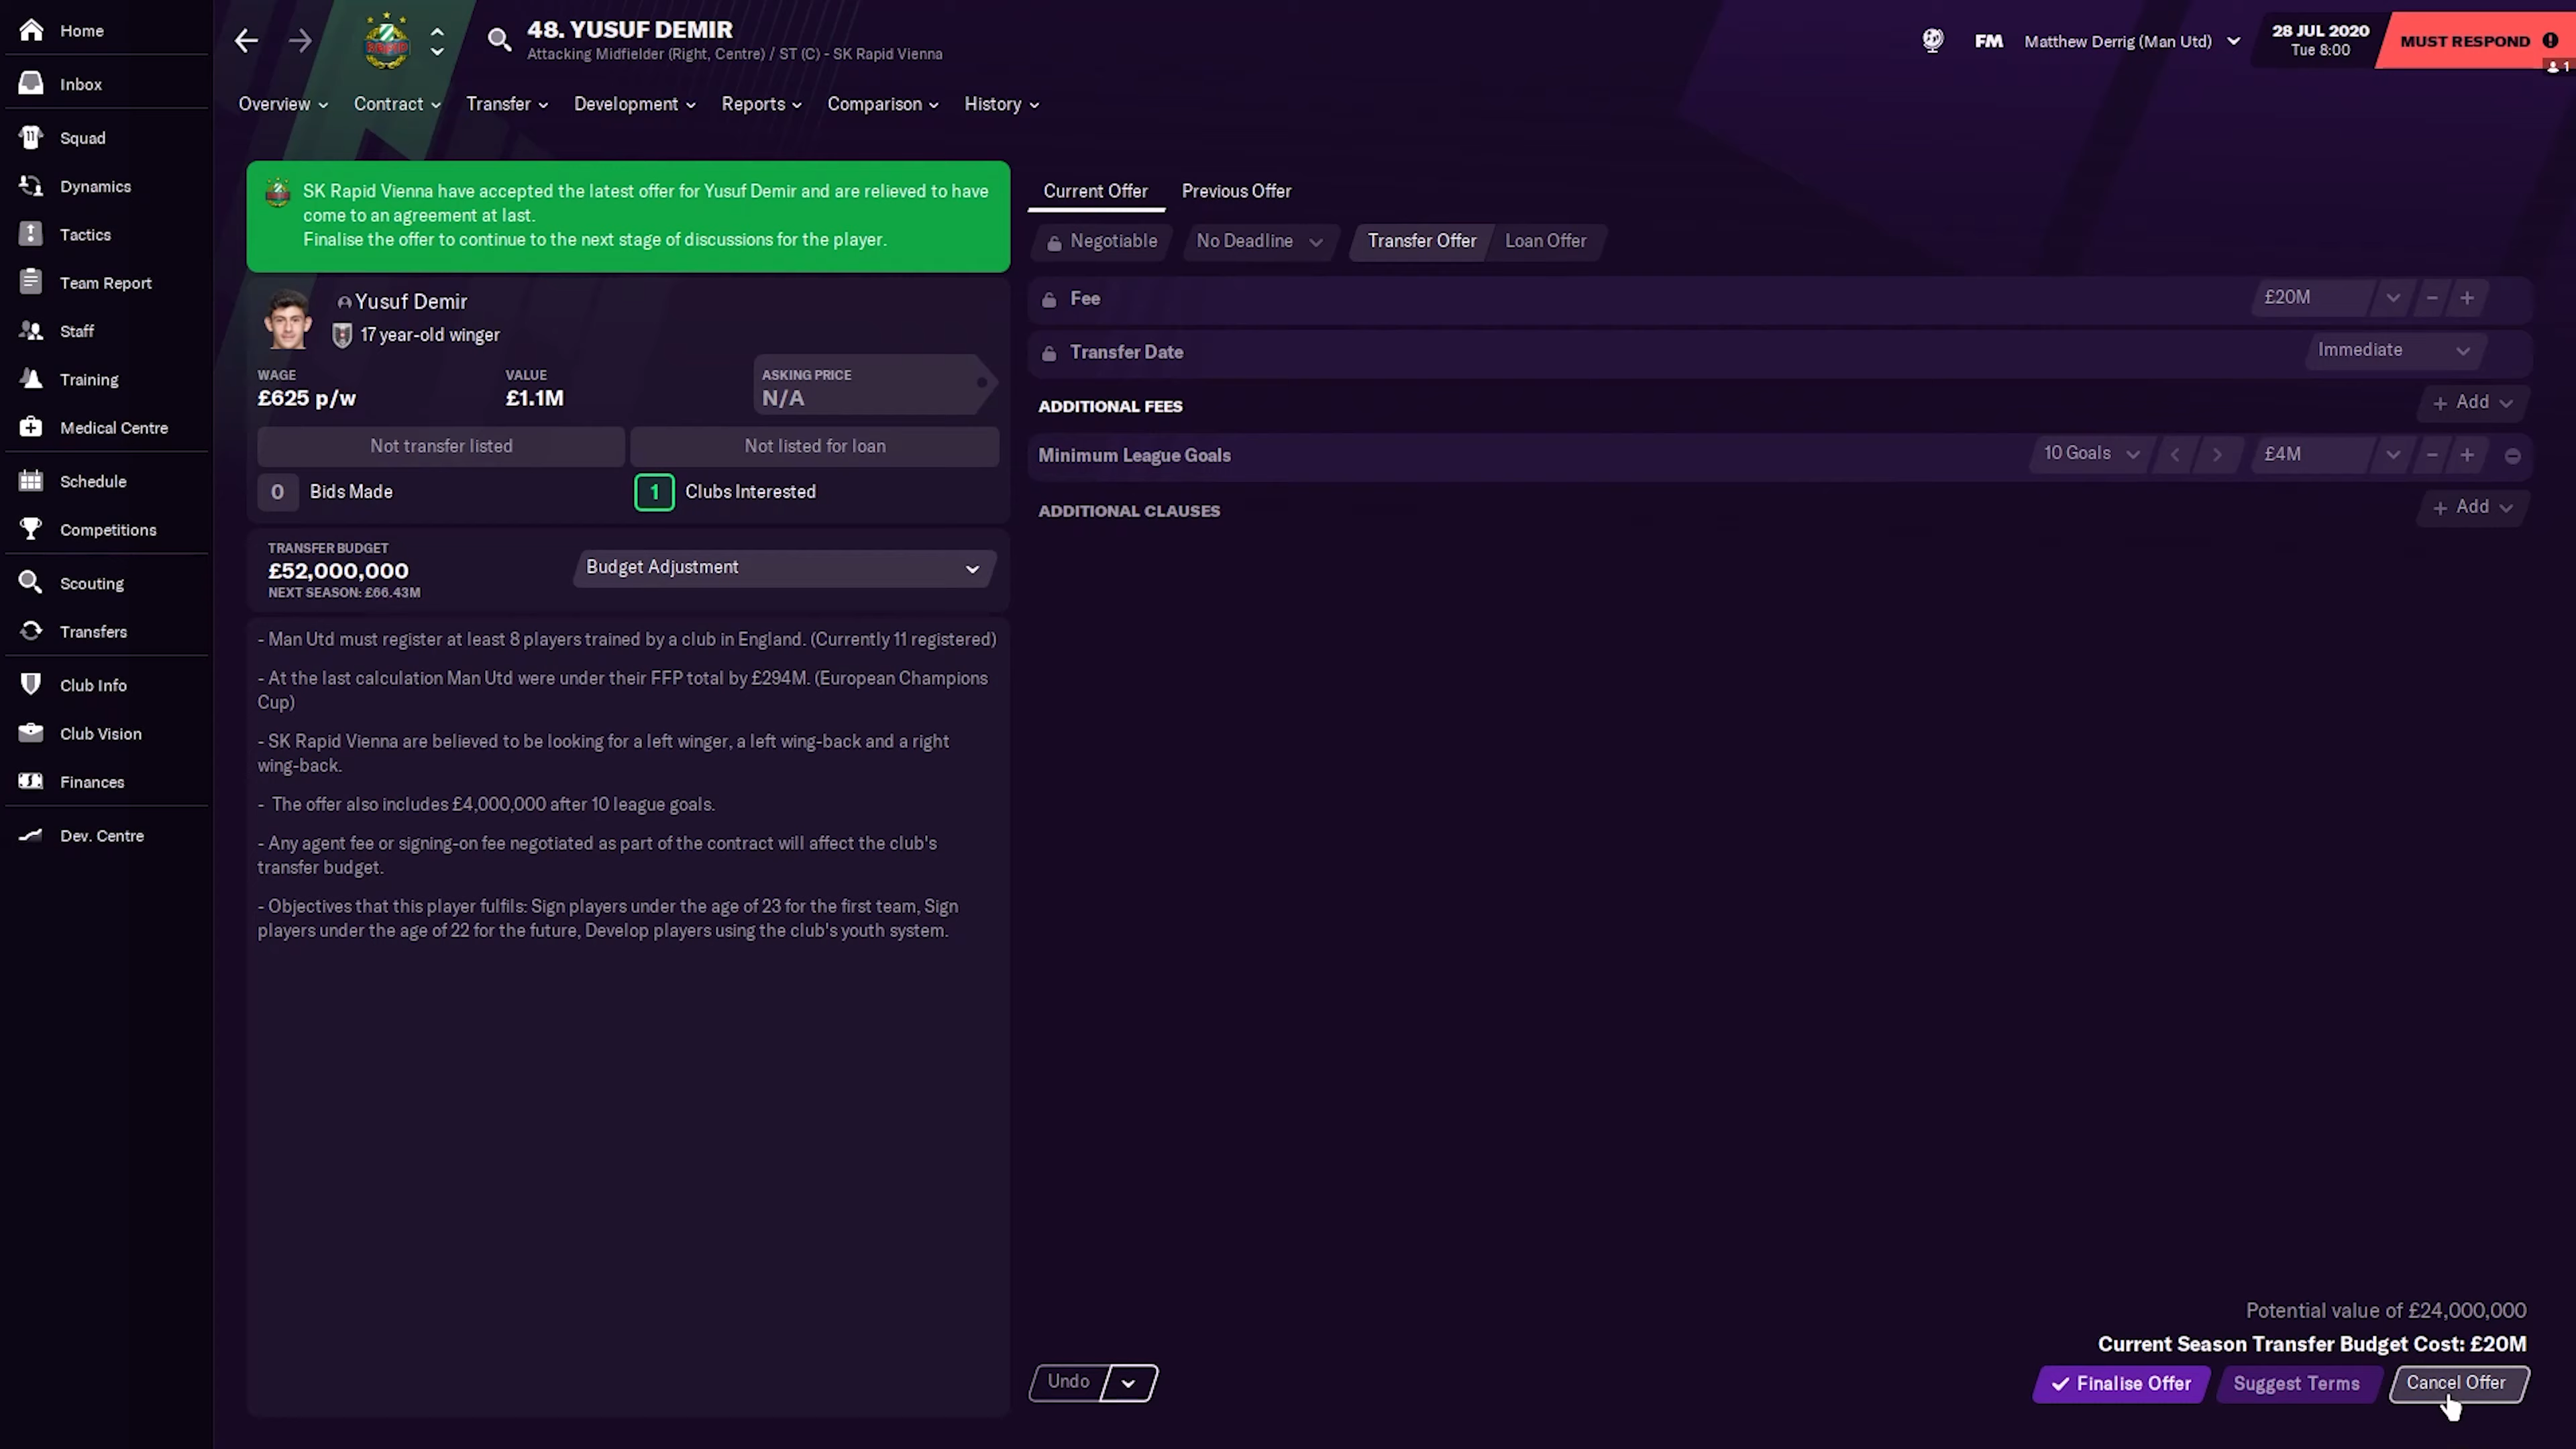 Home
Inbox
Squad
Dynamics
Tactics
Team Report
Staff
Training
Medical Centre
Schedule
Competitions
Scouting
Transfers
Club Info
Club Vision
Finances
Dev. Centre
48. YUSUF DEMIR
Attacking Midfielder (Right, Centre) / ST (C) - SK Rapid Vienna
FM
Matthew Derrig (Man Utd)
28 JUL 2020
Tue 8:00
MUST RESPOND
1
Overview
Contract
Transfer
Development
Reports
Comparison
History
SK Rapid Vienna have accepted the latest offer for Yusuf Demir and are relieved to have
come to an agreement at last.
Finalise the offer to continue to the next stage of discussions for the player.
Yusuf Demir
17 year-old winger
WAGE
£625 p/w
VALUE
£1.1M
ASKING PRICE
N/A
Not transfer listed
Not listed for loan
0 Bids Made
1 Clubs Interested
TRANSFER BUDGET
£52,000,000
NEXT SEASON: £66.43M
Budget Adjustment
- Man Utd must register at least 8 players trained by a club in England. (Currently 11 registered)
- At the last calculation Man Utd were under their FFP total by £294M. (European Champions
Cup)
- SK Rapid Vienna are believed to be looking for a left winger, a left wing-back and a right
wing-back.
- The offer also includes £4,000,000 after 10 league goals.
- Any agent fee or signing-on fee negotiated as part of the contract will affect the club's
transfer budget.
- Objectives that this player fulfils: Sign players under the age of 23 for the first team, Sign
players under the age of 22 for the future, Develop players using the club's youth system.
Current Offer
Previous Offer
Negotiable
No Deadline
Transfer Offer
Loan Offer
Fee
£20M
Transfer Date
Immediate
ADDITIONAL FEES
+ Add
Minimum League Goals
10 Goals
£4M
ADDITIONAL CLAUSES
+ Add
Potential value of £24,000,000
Current Season Transfer Budget Cost: £20M
Undo
Finalise Offer
Suggest Terms
Cancel Offer